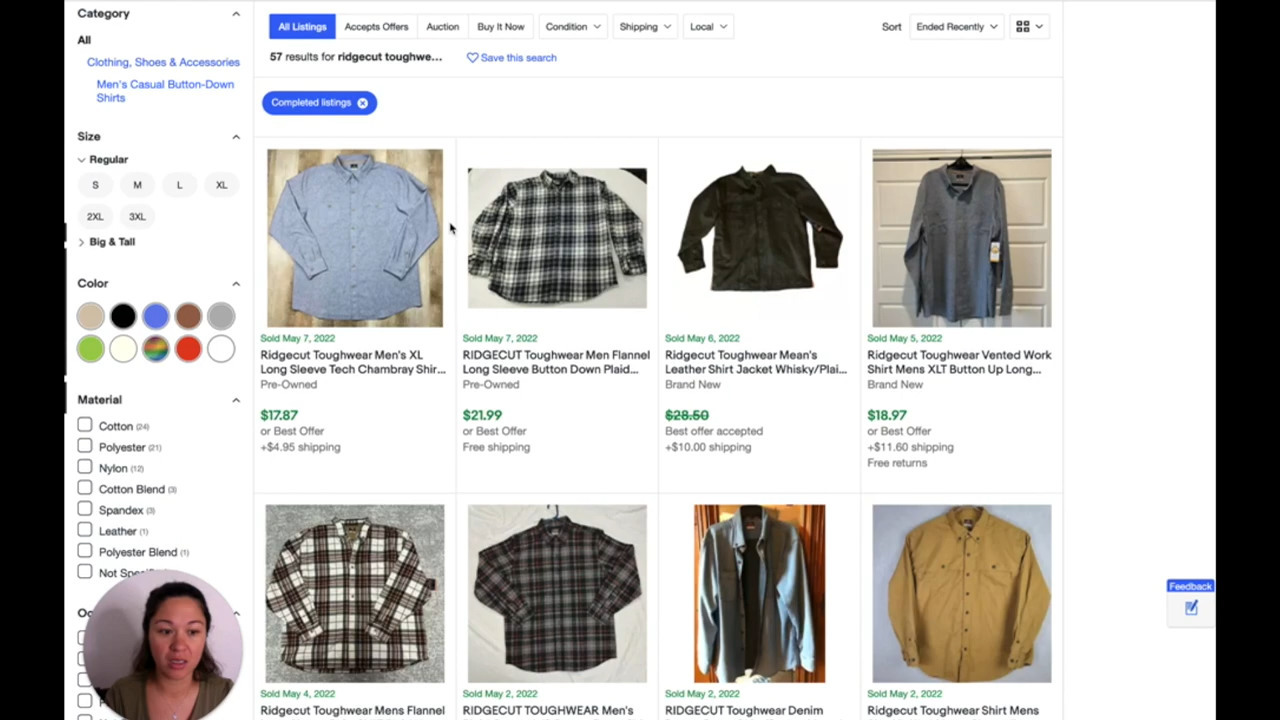 Category
All
Clothing, Shoes & Accessories
Men's Casual Button-Down
Shirts
Size
Regular
S M L XL
2XL 3XL
Big & Tall
Color
Material
Cotton (24)
Polyester (21)
Nylon (12)
Cotton Blend (3)
Spandex (3)
Leather (1)
Polyester Blend (1)
All Listings Accepts Offers Auction Buy It Now Condition Shipping Local Sort Ended Recently
57 results for ridgecut toughwe... Save this search
Completed listings
Sold May 7, 2022
Ridgecut Toughwear Men's XL
Long Sleeve Tech Chambray Shir...
Pre-Owned
$17.87
or Best Offer
+$4.95 shipping
Sold May 7, 2022
RIDGECUT Toughwear Men Flannel
Long Sleeve Button Down Plaid...
Pre-Owned
$21.99
or Best Offer
Free shipping
Sold May 6, 2022
Ridgecut Toughwear Mean's
Leather Shirt Jacket Whisky/Plai...
Brand New
$28.50
Best offer accepted
+$10.00 shipping
Sold May 5, 2022
Ridgecut Toughwear Vented Work
Shirt Mens XLT Button Up Long...
Brand New
$18.97
or Best Offer
+$11.60 shipping
Free returns
Sold May 4, 2022
Ridgecut Toughwear Mens Flannel
Sold May 2, 2022
RIDGECUT TOUGHWEAR Men's
Sold May 2, 2022
RIDGECUT Toughwear Denim
Sold May 2, 2022
Ridgecut Toughwear Shirt Mens
Feedback